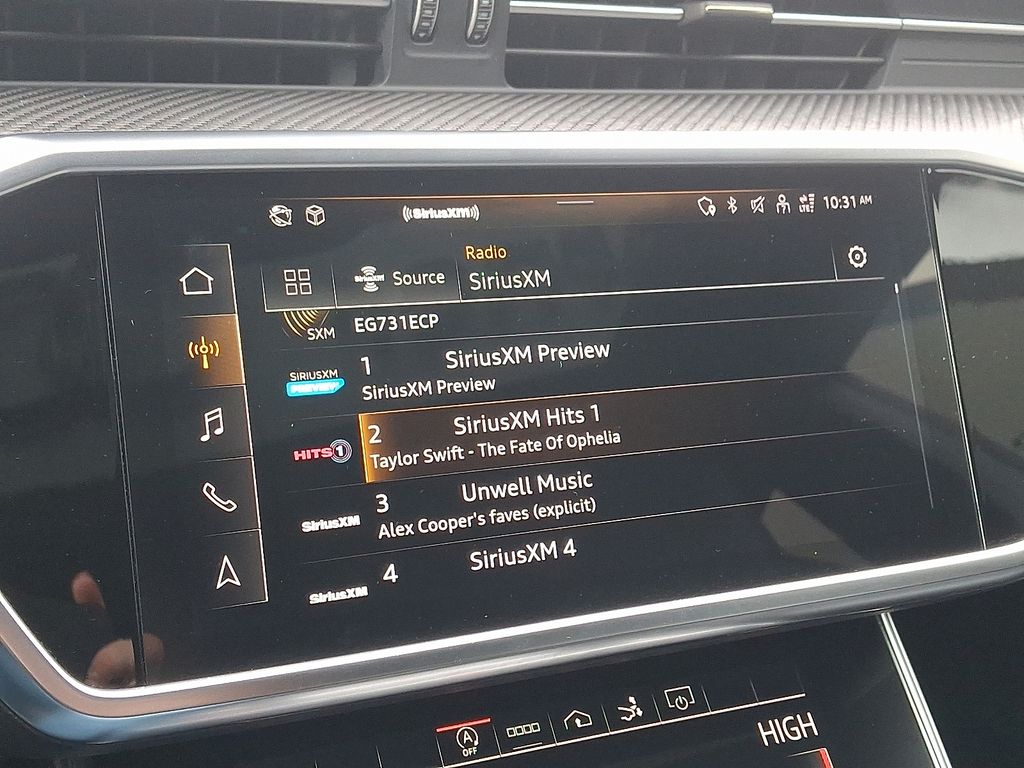 SiriusXM
LTE
10:31 AM
SiriusXM
Source
Radio
SiriusXM
SXM
EG731ECP
SIRIUSXM
PREVIEW
1
SiriusXM Preview
SiriusXM Preview
HITS 1
2
SiriusXM Hits 1
Taylor Swift - The Fate Of Ophelia
SiriusXM
3
Unwell Music
Alex Cooper's faves (explicit)
SiriusXM
4
SiriusXM 4
A
OFF
HIGH